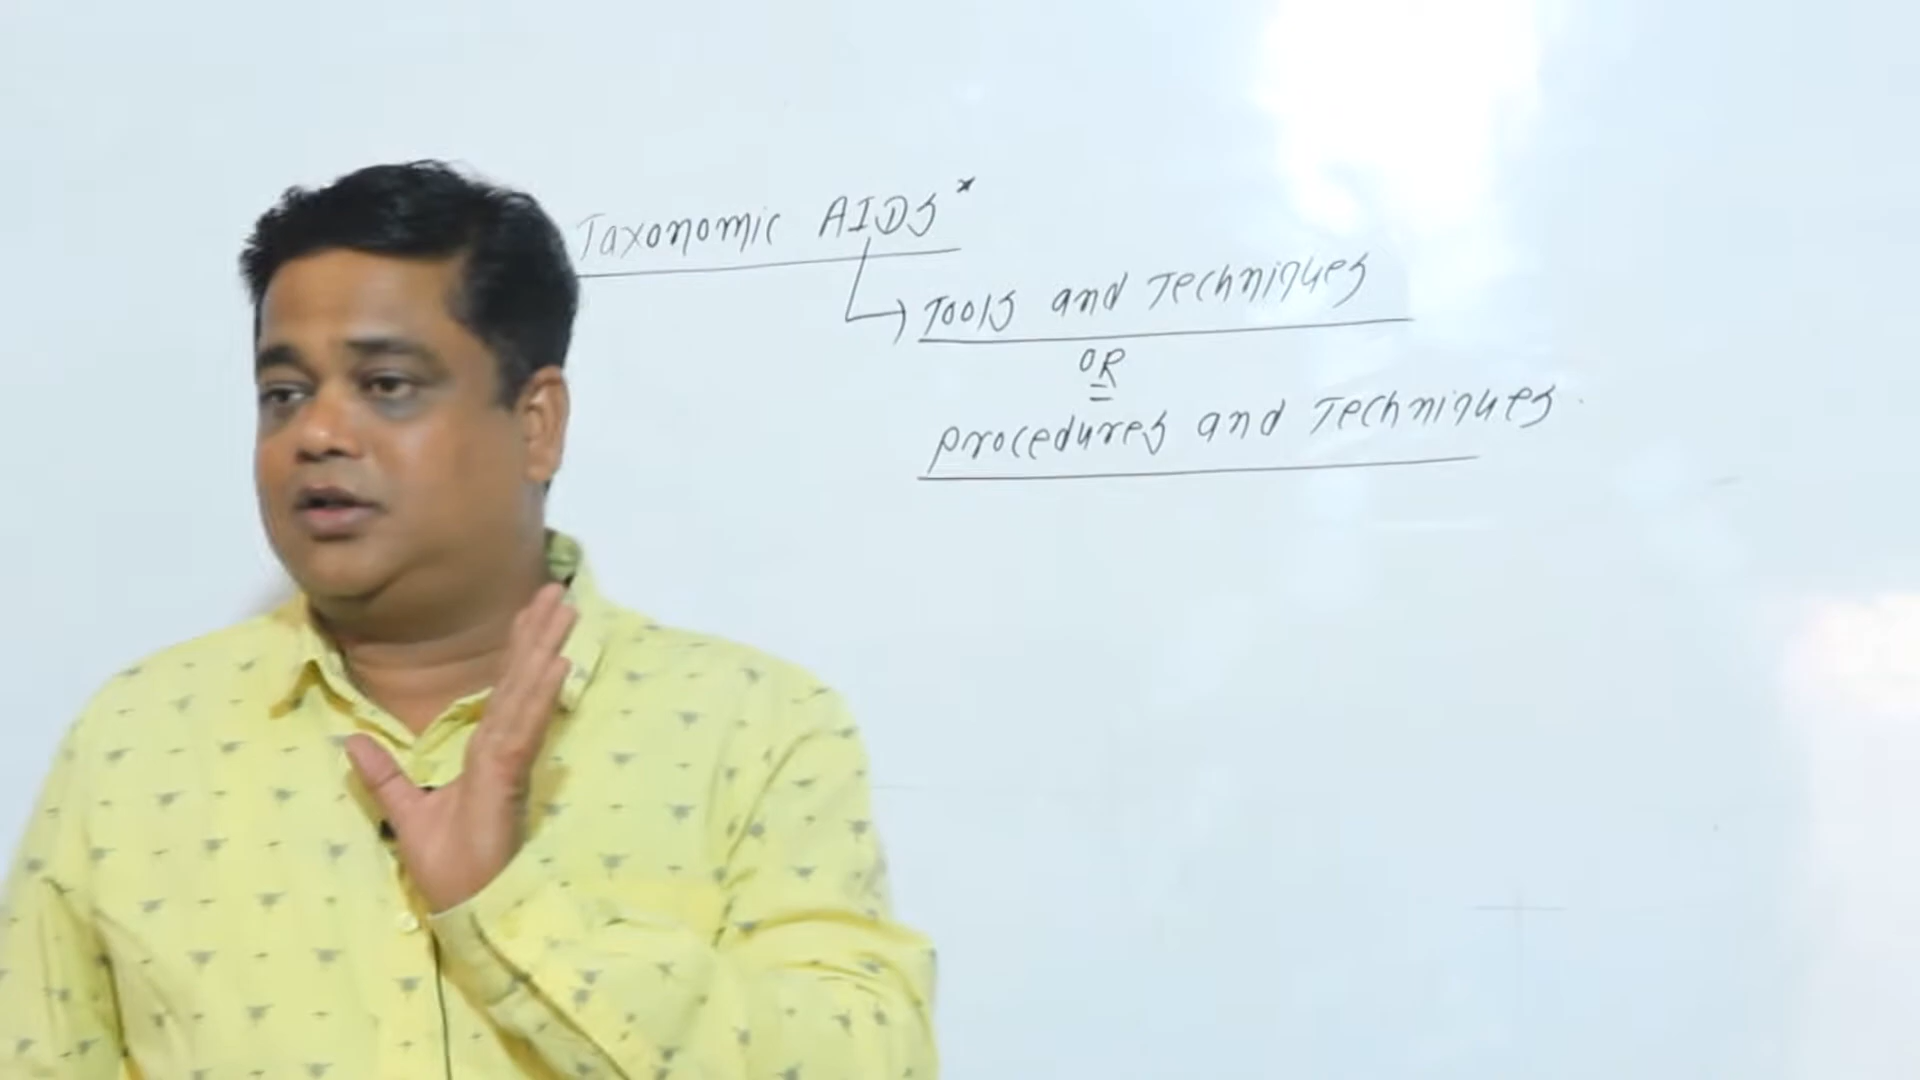 Taxonomic AIDS*
Tools and Techniques
OR
procedures and Techniques.